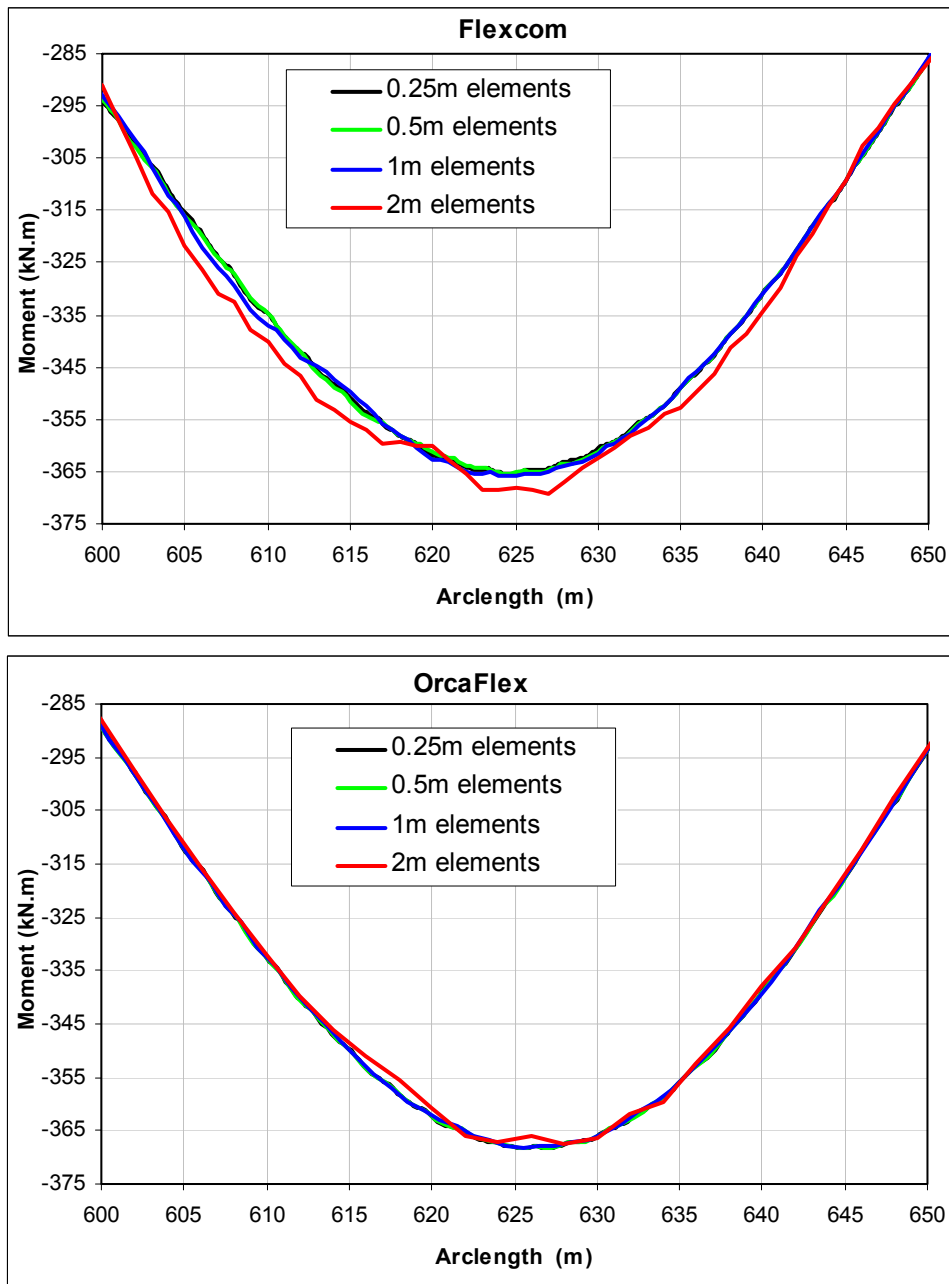 Flexcom
-285
-295
-305
-315
-325
-335
-345
-355
-365
-375
Moment (kN.m)
0.25m elements
0.5m elements
1m elements
2m elements
600 605 610 615 620 625 630 635 640 645 650
Arclength (m)
OrcaFlex
-285
-295
-305
-315
-325
-335
-345
-355
-365
-375
Moment (kN.m)
0.25m elements
0.5m elements
1m elements
2m elements
600 605 610 615 620 625 630 635 640 645 650
Arclength (m)